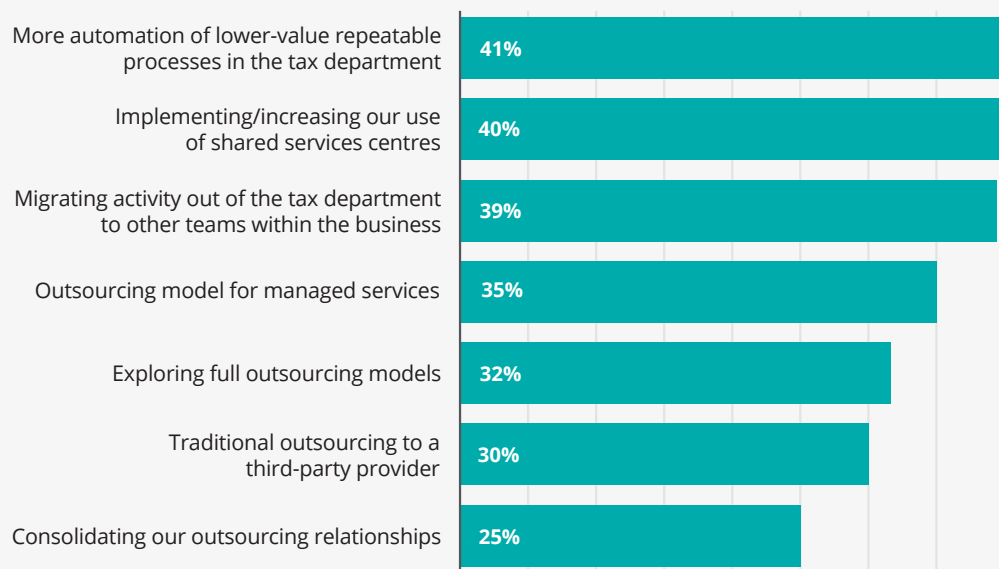 More automation of lower-value repeatable
processes in the tax department
41%
Implementing/increasing our use
of shared services centres
40%
Migrating activity out of the tax department
to other teams within the business
39%
Outsourcing model for managed services
35%
Exploring full outsourcing models
32%
Traditional outsourcing to a
third-party provider
30%
Consolidating our outsourcing relationships
25%